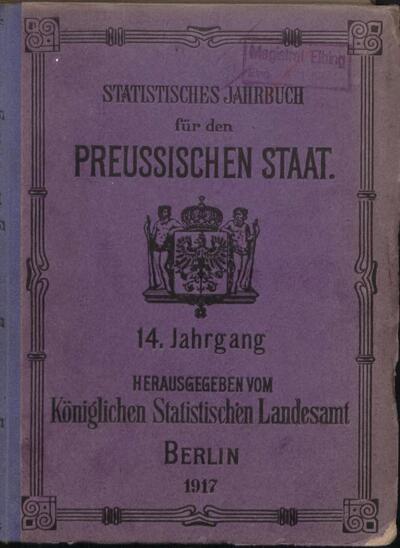 Magistrat Elbing
STATISTISCHES JAHRBUCH
für den
PREUSSISCHEN STAAT.
14. Jahrgang
HERAUSGEGEBEN VOM
Königlichen Statistischen Landesamt
BERLIN
1917